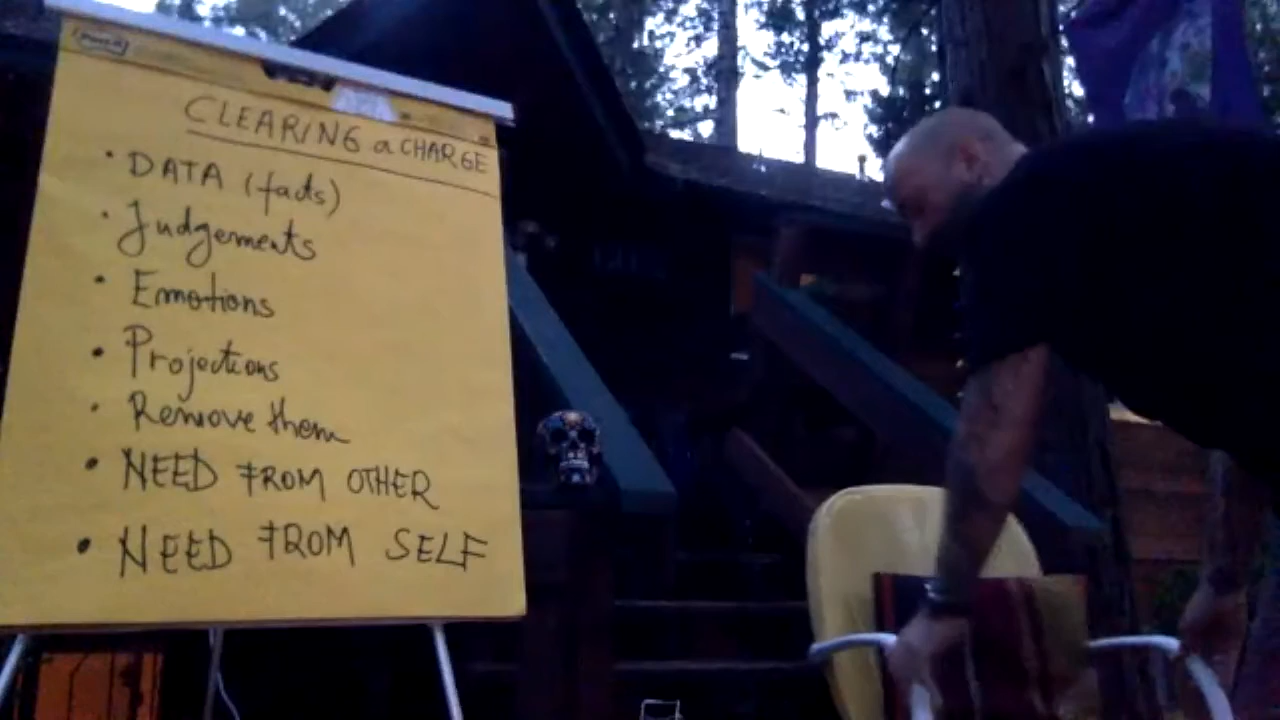 CLEARING a CHARGE
• DATA (facts)
• Judgements
• Emotions
• Projections
• Remove them
• NEED FROM OTHER
• NEED FROM SELF